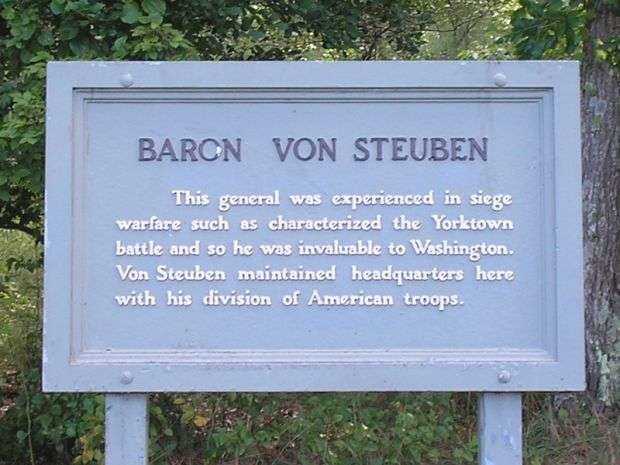 BARON VON STEUBEN
This general was experienced in siege
warfare such as characterized the Yorktown
battle and so he was invaluable to Washington.
Von Steuben maintained headquarters here
with his division of American troops.